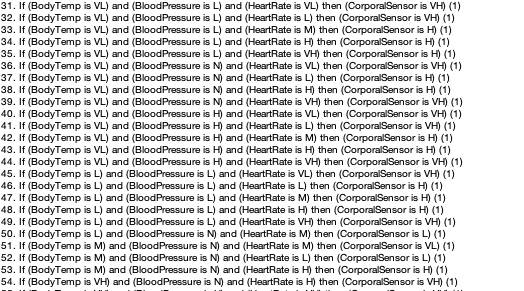 31. If (BodyTemp is VL) and (BloodPressure is L) and (HeartRate is VL) then (CorporalSensor is VH) (1)
32. If (BodyTemp is VL) and (BloodPressure is L) and (HeartRate is L) then (CorporalSensor is VH) (1)
33. If (BodyTemp is VL) and (BloodPressure is L) and (HeartRate is M) then (CorporalSensor is H) (1)
34. If (BodyTemp is VL) and (BloodPressure is L) and (HeartRate is H) then (CorporalSensor is H) (1)
35. If (BodyTemp is VL) and (BloodPressure is L) and (HeartRate is VH) then (CorporalSensor is H) (1)
36. If (BodyTemp is VL) and (BloodPressure is N) and (HeartRate is VL) then (CorporalSensor is VH) (1)
37. If (BodyTemp is VL) and (BloodPressure is N) and (HeartRate is L) then (CorporalSensor is H) (1)
38. If (BodyTemp is VL) and (BloodPressure is N) and (HeartRate is H) then (CorporalSensor is H) (1)
39. If (BodyTemp is VL) and (BloodPressure is N) and (HeartRate is VH) then (CorporalSensor is VH) (1)
40. If (BodyTemp is VL) and (BloodPressure is H) and (HeartRate is VL) then (CorporalSensor is VH) (1)
41. If (BodyTemp is VL) and (BloodPressure is H) and (HeartRate is L) then (CorporalSensor is VH) (1)
42. If (BodyTemp is VL) and (BloodPressure is H) and (HeartRate is M) then (CorporalSensor is H) (1)
43. If (BodyTemp is VL) and (BloodPressure is H) and (HeartRate is H) then (CorporalSensor is H) (1)
44. If (BodyTemp is VL) and (BloodPressure is H) and (HeartRate is VH) then (CorporalSensor is VH) (1)
45. If (BodyTemp is L) and (BloodPressure is L) and (HeartRate is VL) then (CorporalSensor is VH) (1)
46. If (BodyTemp is L) and (BloodPressure is L) and (HeartRate is L) then (CorporalSensor is H) (1)
47. If (BodyTemp is L) and (BloodPressure is L) and (HeartRate is M) then (CorporalSensor is H) (1)
48. If (BodyTemp is L) and (BloodPressure is L) and (HeartRate is H) then (CorporalSensor is H) (1)
49. If (BodyTemp is L) and (BloodPressure is L) and (HeartRate is VH) then (CorporalSensor is VH) (1)
50. If (BodyTemp is L) and (BloodPressure is N) and (HeartRate is M) then (CorporalSensor is L) (1)
51. If (BodyTemp is M) and (BloodPressure is N) and (HeartRate is M) then (CorporalSensor is VL) (1)
52. If (BodyTemp is M) and (BloodPressure is N) and (HeartRate is L) then (CorporalSensor is L) (1)
53. If (BodyTemp is M) and (BloodPressure is N) and (HeartRate is H) then (CorporalSensor is H) (1)
54. If (BodyTemp is VH) and (BloodPressure is N) and (HeartRate is H) then (CorporalSensor is VH) (1)